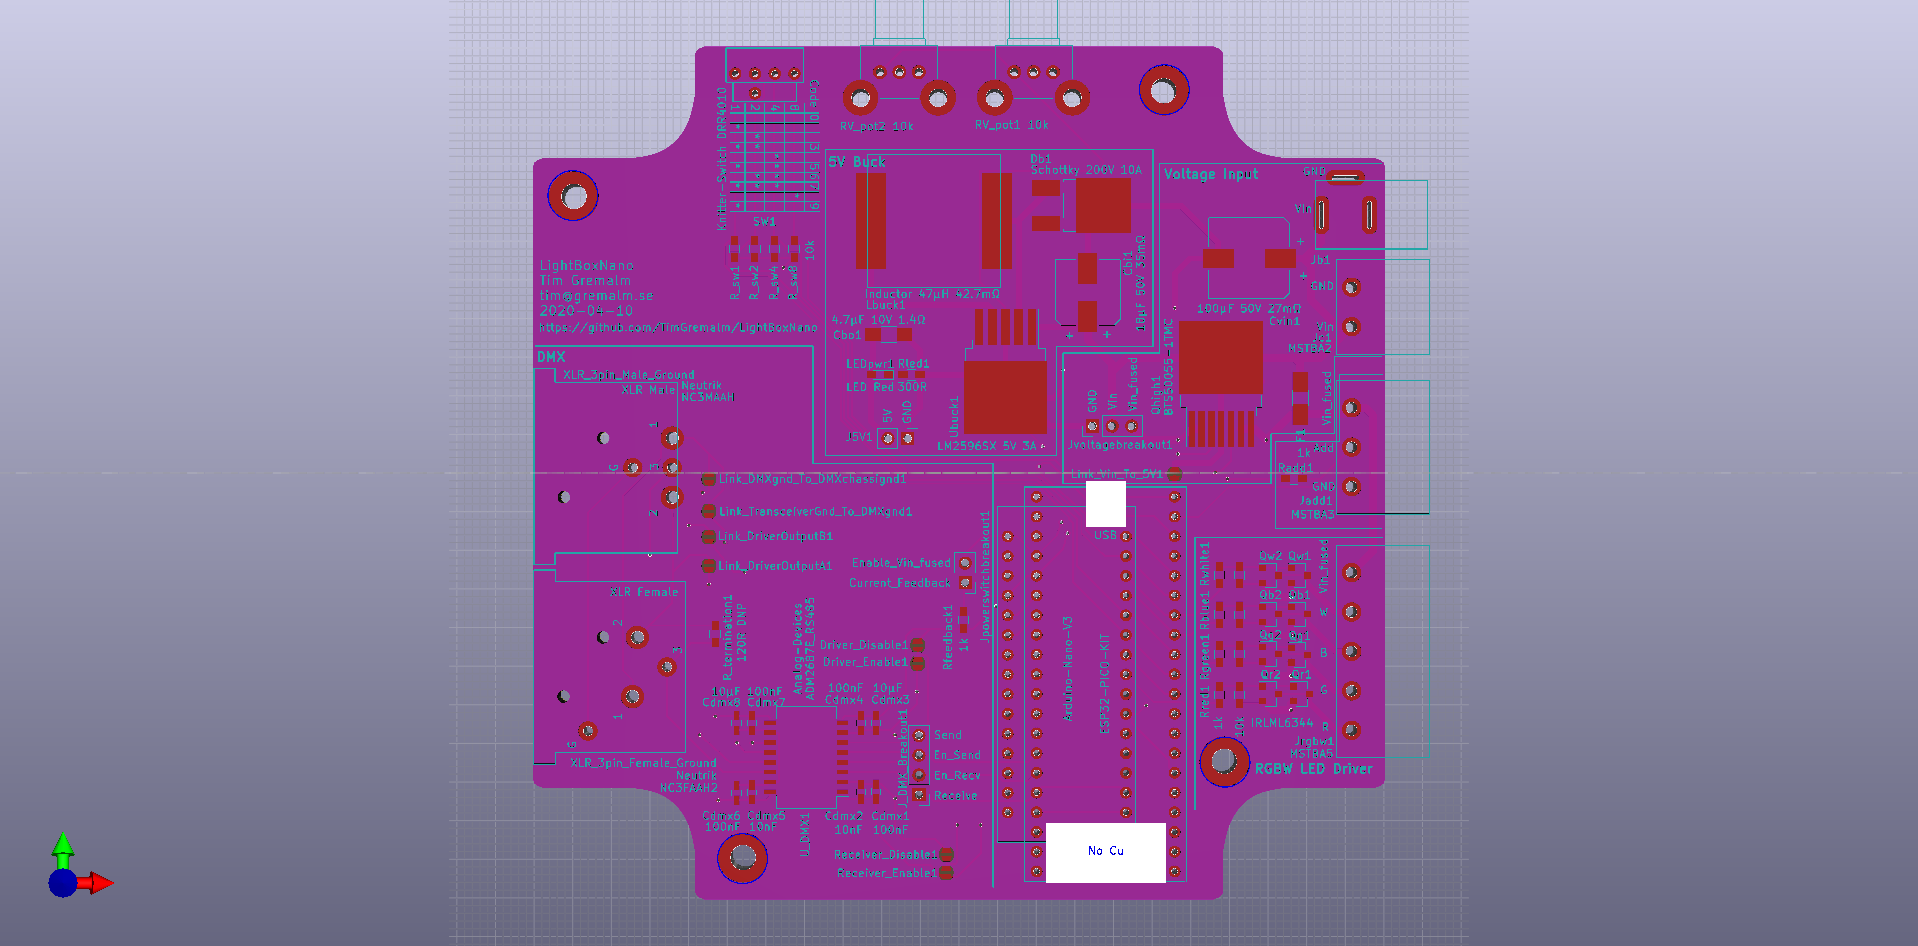 RV_pot2 10k
RV_pot1 10k
Knitter-Switch DRR4010
Code
SW1
10k
R_sw1
R_sw2
R_sw4
R_sw8
LightBoxNano
Tim Gremalm
tim@gremalm.se
2020-04-10
https://github.com/TimGremalm/LightBoxNano
5V Buck
Db1
Schottky 200V 10A
Inductor 47µH 42.7mΩ
Lbuck1
4.7µF 10V 1.4Ω
Cbo1
LEDpwr1 Rled1
LED Red 300R
5V
GND
J5V1
Ubuck1
LM2596SX 5V 3A
Cbi1
18µF 50V 35mΩ
Voltage Input
GND
Vin
Jb1
GND
Vin
MSTBA2
100µF 50V 27mΩ
Cvin1
Qhigh1
BTS50055-1TMC
GND
Vin
Vin_fused
Jvoltagebreakout1
Link_Vin_To_5V1
Vin_fused
F1
1k
Radd1
Add
GND
Jadd1
MSTBA3
DMX
XLR_3pin_Male_Ground
XLR Male
Neutrik
NC3MAAH
1
G
3
2
Link_DMXgnd_To_DMXchassignd1
Link_TransceiverGnd_To_DMXgnd1
Link_DriverOutputB1
Link_DriverOutputA1
XLR Female
2
3
1
G
XLR_3pin_Female_Ground
Neutrik
NC3FAAH2
R_termination1
120R DNP
Analog-Devices
ADM2687E_RS485
10µF 100nF
Cdmx8 Cdmx7
100nF 10µF
Cdmx4 Cdmx3
Cdmx6 Cdmx5
100nF 10nF
Cdmx2 Cdmx1
10nF 100nF
U_DMX1
Enable_Vin_fused
Current_Feedback
Jpowerswitchbreakout1
Rfeedback1
1k
Driver_Disable1
Driver_Enable1
J_DMX_Breakout1
Send
En_Send
En_Recv
Receive
Receiver_Disable1
Receiver_Enable1
USB
Arduino-Nano-V3
ESP32-PICO-KIT
No Cu
Rwhite1
Rblue1
Rgreen1
Rred1
Qw2 Qw1
Qb2 Qb1
Qg2 Qg1
Qr2 Qr1
1k
10k
IRLML6344
Vin_fused
W
B
G
R
Jrgbw1
MSTBA5
RGBW LED Driver